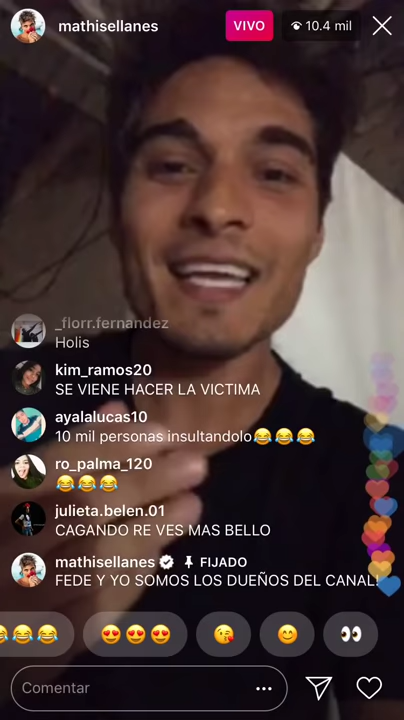 mathisellanes
VIVO
10.4 mil
_florr.fernandez
Holis
kim_ramos20
SE VIENE HACER LA VICTIMA
ayalalucas10
10 mil personas insultandolo😂😂😂
ro_palma_120
😂😂😂
julieta.belen.01
CAGANDO RE VES MAS BELLO
mathisellanes FIJADO
FEDE Y YO SOMOS LOS DUEÑOS DEL CANAL!
Comentar